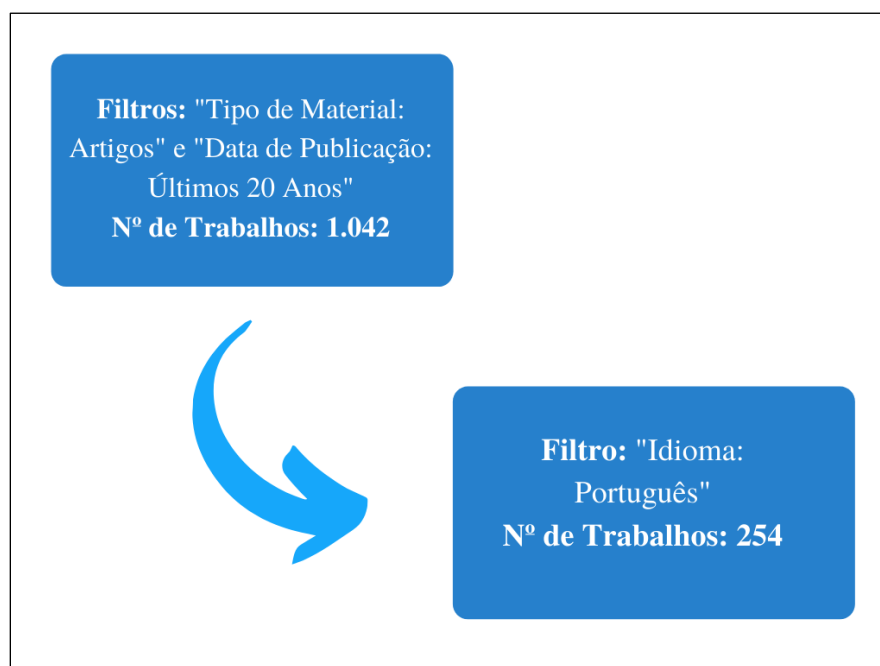 Filtros: "Tipo de Material:
Artigos" e "Data de Publicação:
Últimos 20 Anos"
Nº de Trabalhos: 1.042
Filtro: "Idioma:
Português"
Nº de Trabalhos: 254